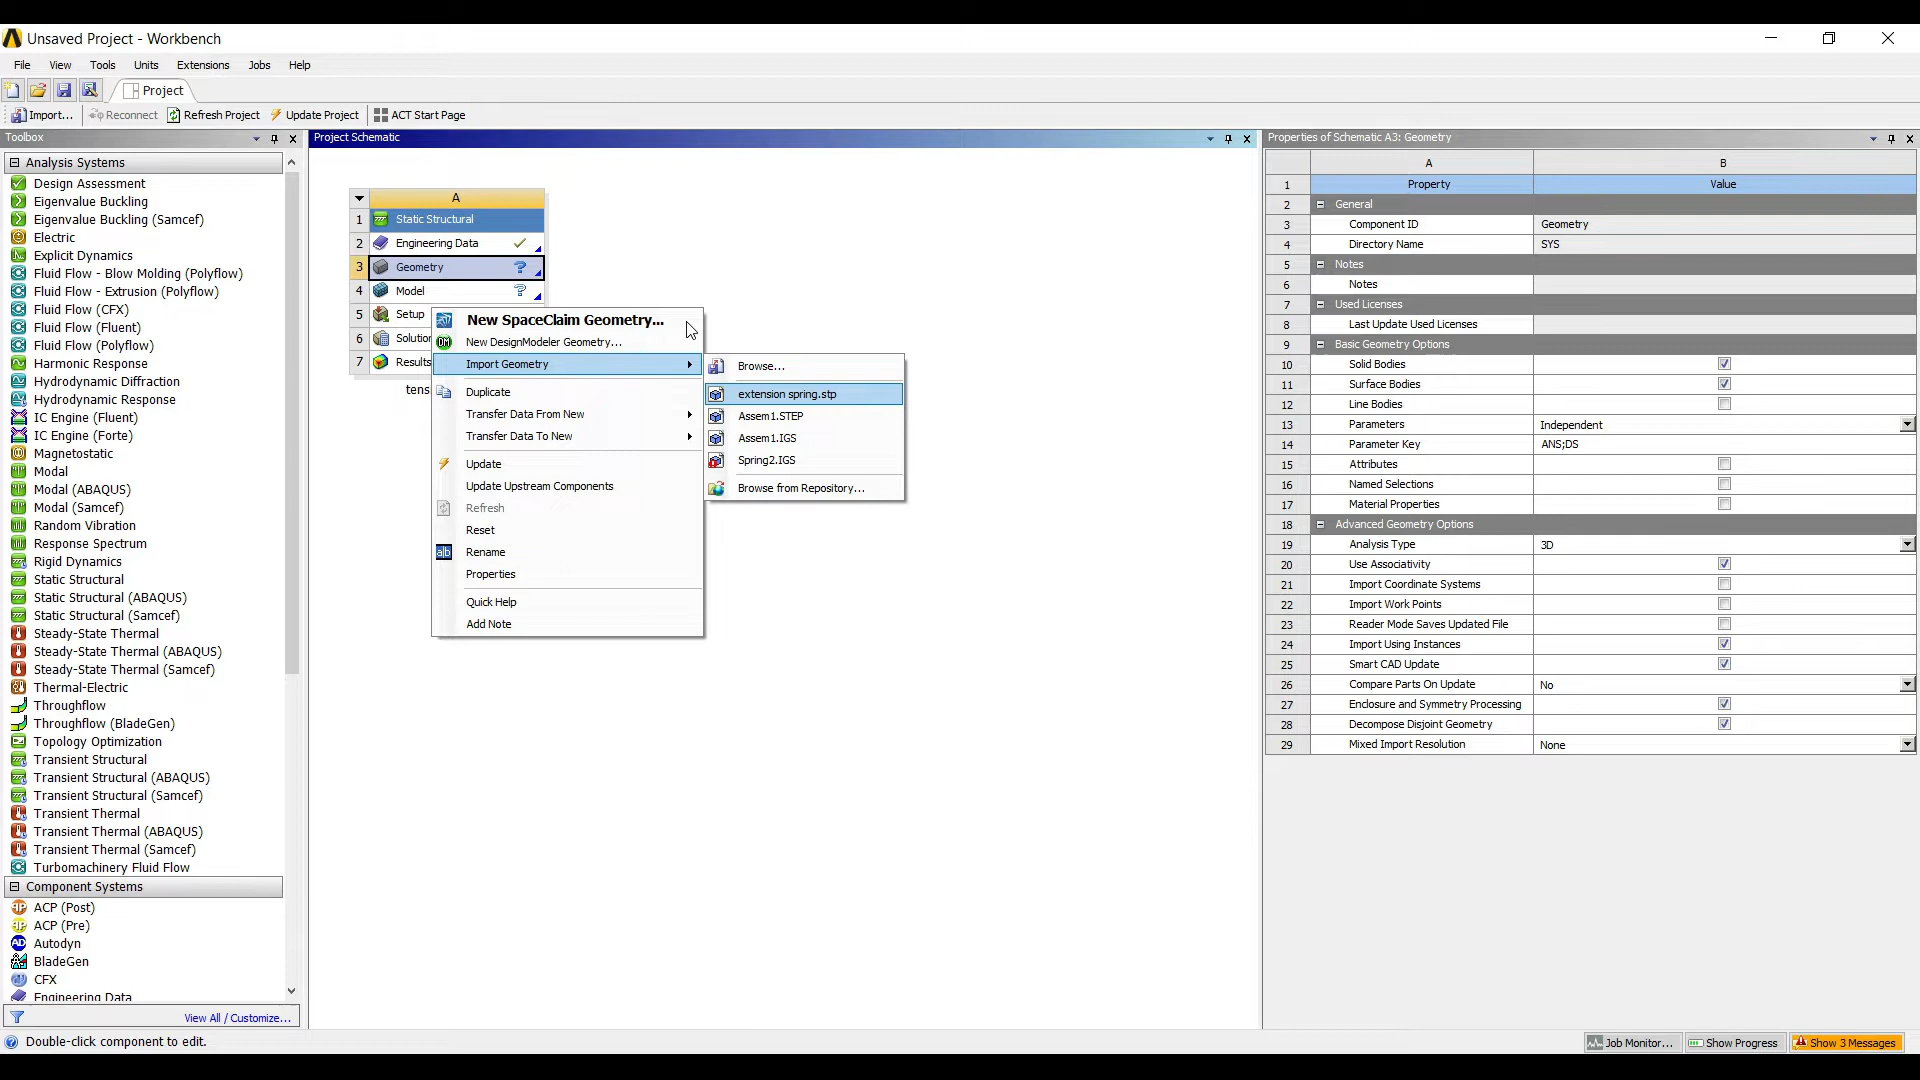 Unsaved Project - Workbench
File View Tools Units Extensions Jobs Help
Project
Import... Reconnect Refresh Project Update Project ACT Start Page
Toolbox
Analysis Systems
Design Assessment
Eigenvalue Buckling
Eigenvalue Buckling (Samcef)
Electric
Explicit Dynamics
Fluid Flow - Blow Molding (Polyflow)
Fluid Flow - Extrusion (Polyflow)
Fluid Flow (CFX)
Fluid Flow (Fluent)
Fluid Flow (Polyflow)
Harmonic Response
Hydrodynamic Diffraction
Hydrodynamic Response
IC Engine (Fluent)
IC Engine (Forte)
Magnetostatic
Modal
Modal (ABAQUS)
Modal (Samcef)
Random Vibration
Response Spectrum
Rigid Dynamics
Static Structural
Static Structural (ABAQUS)
Static Structural (Samcef)
Steady-State Thermal
Steady-State Thermal (ABAQUS)
Steady-State Thermal (Samcef)
Thermal-Electric
Throughflow
Throughflow (BladeGen)
Topology Optimization
Transient Structural
Transient Structural (ABAQUS)
Transient Structural (Samcef)
Transient Thermal
Transient Thermal (ABAQUS)
Transient Thermal (Samcef)
Turbomachinery Fluid Flow
Component Systems
ACP (Post)
ACP (Pre)
Autodyn
BladeGen
CFX
Engineering Data
View All / Customize...
Project Schematic
A
1 Static Structural
2 Engineering Data
3 Geometry ?
4 Model ?
5 Setup
6 Solution
7 Results
tens
New SpaceClaim Geometry...
DM New DesignModeler Geometry...
Import Geometry
Duplicate
Transfer Data From New
Transfer Data To New
Update
Update Upstream Components
Refresh
Reset
ab Rename
Properties
Quick Help
Add Note
Browse...
extension spring.stp
Assem1.STEP
Assem1.IGS
Spring2.IGS
Browse from Repository...
Properties of Schematic A3: Geometry
A B
1 Property Value
2 General
3 Component ID Geometry
4 Directory Name SYS
5 Notes
6 Notes
7 Used Licenses
8 Last Update Used Licenses
9 Basic Geometry Options
10 Solid Bodies
11 Surface Bodies
12 Line Bodies
13 Parameters Independent
14 Parameter Key ANS;DS
15 Attributes
16 Named Selections
17 Material Properties
18 Advanced Geometry Options
19 Analysis Type 3D
20 Use Associativity
21 Import Coordinate Systems
22 Import Work Points
23 Reader Mode Saves Updated File
24 Import Using Instances
25 Smart CAD Update
26 Compare Parts On Update No
27 Enclosure and Symmetry Processing
28 Decompose Disjoint Geometry
29 Mixed Import Resolution None
Double-click component to edit.
Job Monitor... Show Progress Show 3 Messages